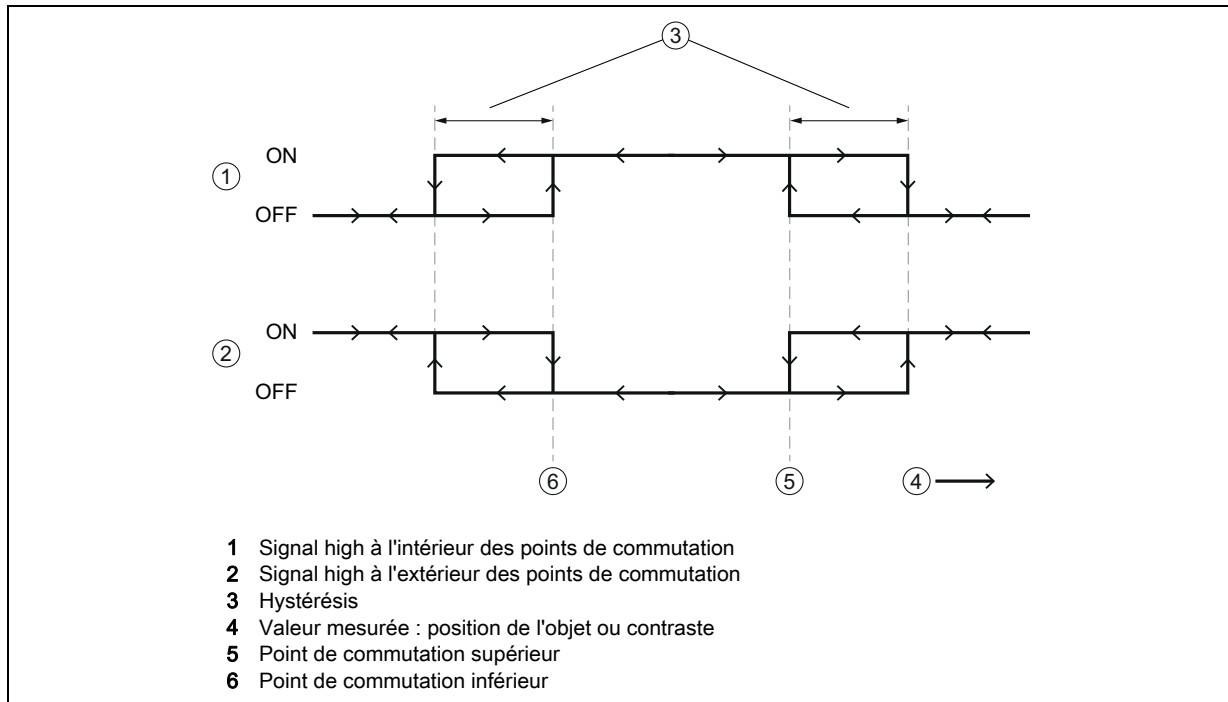 3
ON
1
OFF
ON
2
OFF
6 5 4
1 Signal high à l'intérieur des points de commutation
2 Signal high à l'extérieur des points de commutation
3 Hystérésis
4 Valeur mesurée : position de l'objet ou contraste
5 Point de commutation supérieur
6 Point de commutation inférieur